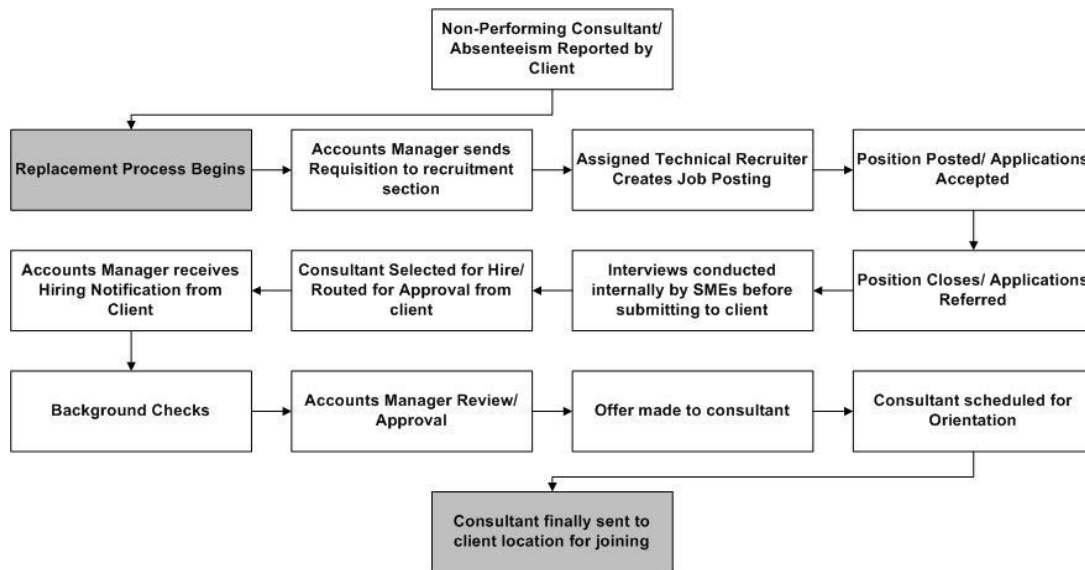 Non-Performing Consultant/
Absenteeism Reported by
Client
Replacement Process Begins
Accounts Manager sends
Requisition to recruitment
section
Assigned Technical Recruiter
Creates Job Posting
Position Posted/ Applications
Accepted
Accounts Manager receives
Hiring Notification from
Client
Consultant Selected for Hire/
Routed for Approval from
client
Interviews conducted
internally by SMEs before
submitting to client
Position Closes/ Applications
Referred
Background Checks
Accounts Manager Review/
Approval
Offer made to consultant
Consultant scheduled for
Orientation
Consultant finally sent to
client location for joining